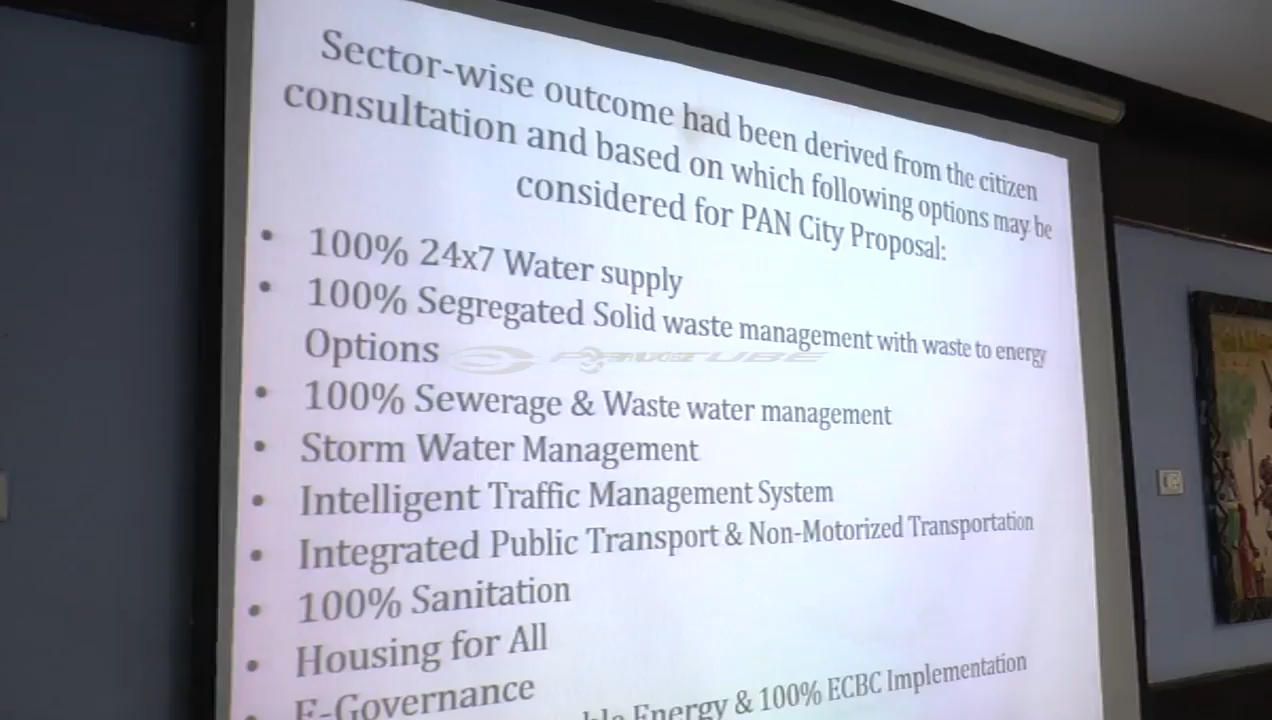 Sector-wise outcome had been derived from the citizen
consultation and based on which following options may be
considered for PAN City Proposal:
• 100% 24x7 Water supply
• 100% Segregated Solid waste management with waste to energy
Options
• 100% Sewerage & Waste water management
• Storm Water Management
• Intelligent Traffic Management System
• Integrated Public Transport & Non-Motorized Transportation
• 100% Sanitation
• Housing for All
• E-Governance
Energy & 100% ECBC Implementation